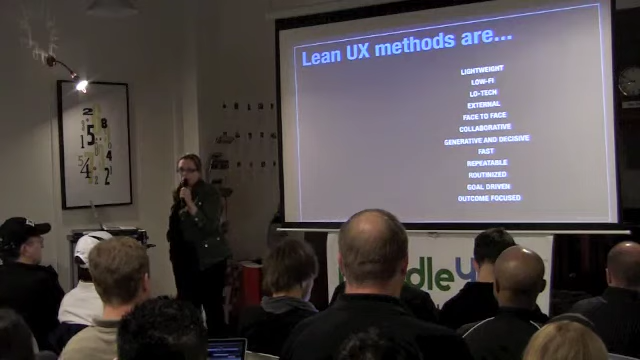 Lean UX methods are...
LIGHTWEIGHT
LOW-FI
LO-TECH
EXTERNAL
FACE TO FACE
COLLABORATIVE
GENERATIVE AND DECISIVE
FAST
REPEATABLE
ROUTINIZED
GOAL DRIVEN
OUTCOME FOCUSED